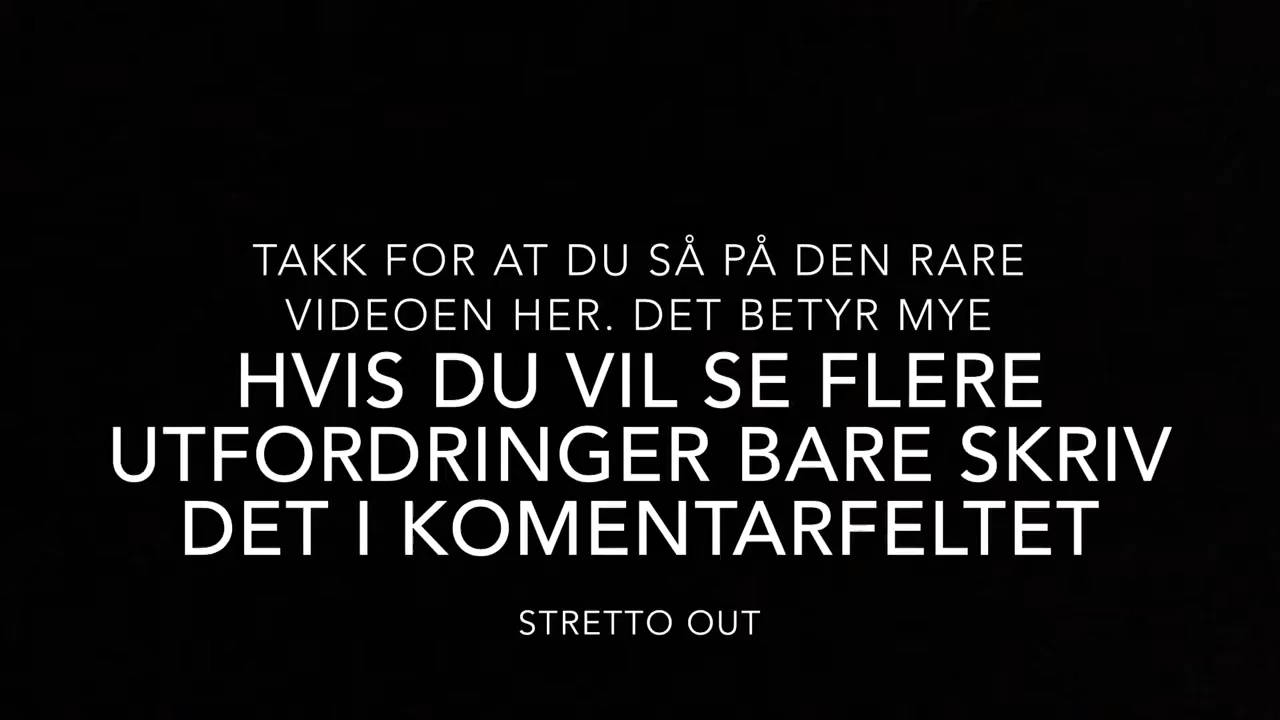 TAKK FOR AT DU SÅ PÅ DEN RARE
VIDEOEN HER. DET BETYR MYE
HVIS DU VIL SE FLERE
UTFORDRINGER BARE SKRIV
DET I KOMENTARFELTET
STRETTO OUT